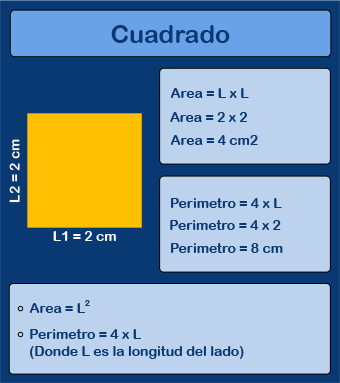 Cuadrado
Area = L x L
Area = 2 x 2
Area = 4 cm2
L2 = 2 cm
L1 = 2 cm
Perimetro = 4 x L
Perimetro = 4 x 2
Perimetro = 8 cm
Area = L²
Perimetro = 4 x L
(Donde L es la longitud del lado)